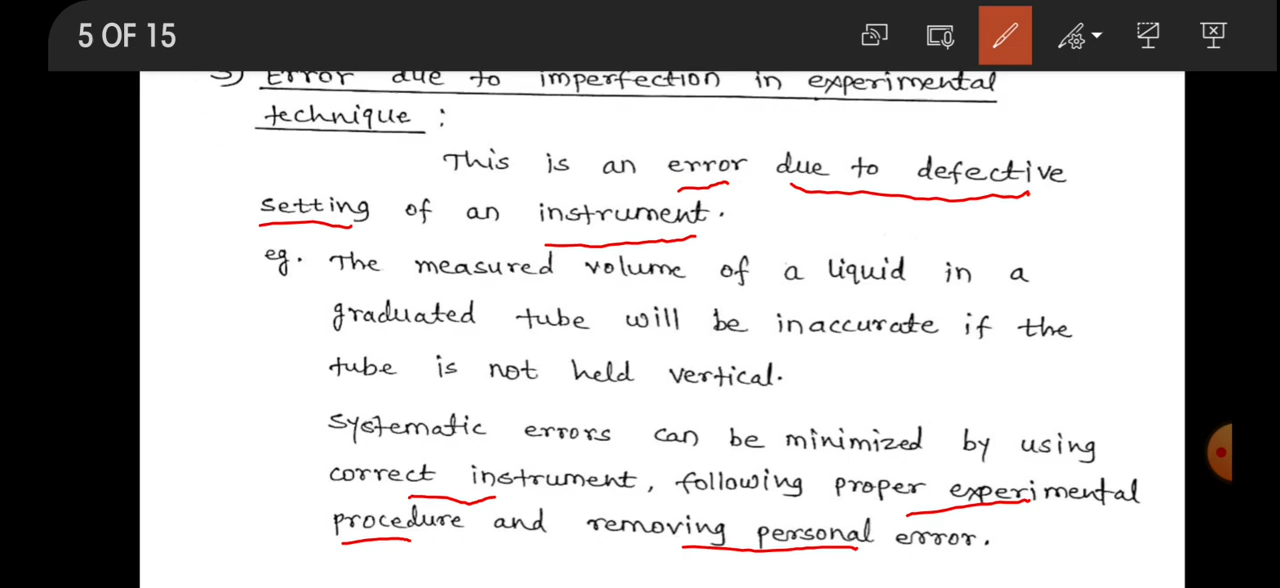 5 OF 15
3) Error due to imperfection in experimental
technique :
This is an error due to defective
setting of an instrument.
eg. The measured volume of a liquid in a
graduated tube will be inaccurate if the
tube is not held vertical.
Systematic errors can be minimized by using
correct instrument, following proper experimental
procedure and removing personal error.